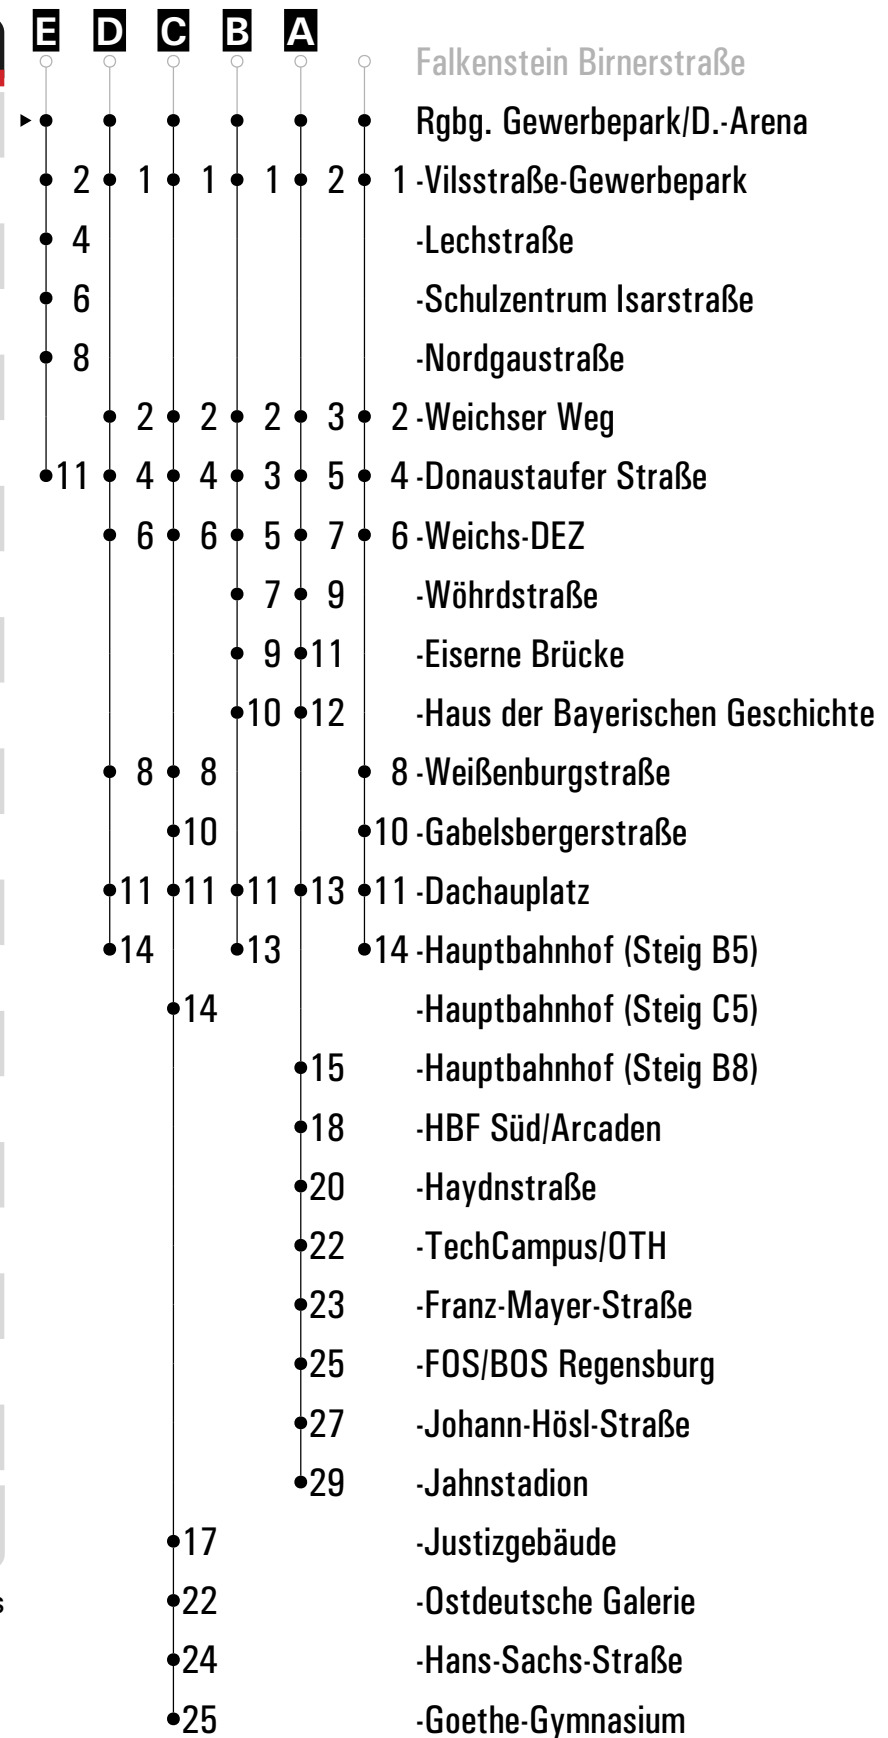 E D C B A
Falkenstein Birnerstraße
Rgbg. Gewerbepark/D.-Arena
2 1 1 1 2 1 -Vilsstraße-Gewerbepark
4 -Lechstraße
6 -Schulzentrum Isarstraße
8 -Nordgaustraße
2 2 2 3 2 -Weichser Weg
11 4 4 3 5 4 -Donaustaufer Straße
6 6 5 7 6 -Weichs-DEZ
7 9 -Wöhrdstraße
9 11 -Eiserne Brücke
10 12 -Haus der Bayerischen Geschichte
8 8 8 -Weißenburgstraße
10 10 -Gabelsbergerstraße
11 11 11 13 11 -Dachauplatz
14 13 14 -Hauptbahnhof (Steig B5)
14 -Hauptbahnhof (Steig C5)
15 -Hauptbahnhof (Steig B8)
18 -HBF Süd/Arcaden
20 -Haydnstraße
22 -TechCampus/OTH
23 -Franz-Mayer-Straße
25 -FOS/BOS Regensburg
27 -Johann-Hösl-Straße
29 -Jahnstadion
17 -Justizgebäude
22 -Ostdeutsche Galerie
24 -Hans-Sachs-Straße
25 -Goethe-Gymnasium